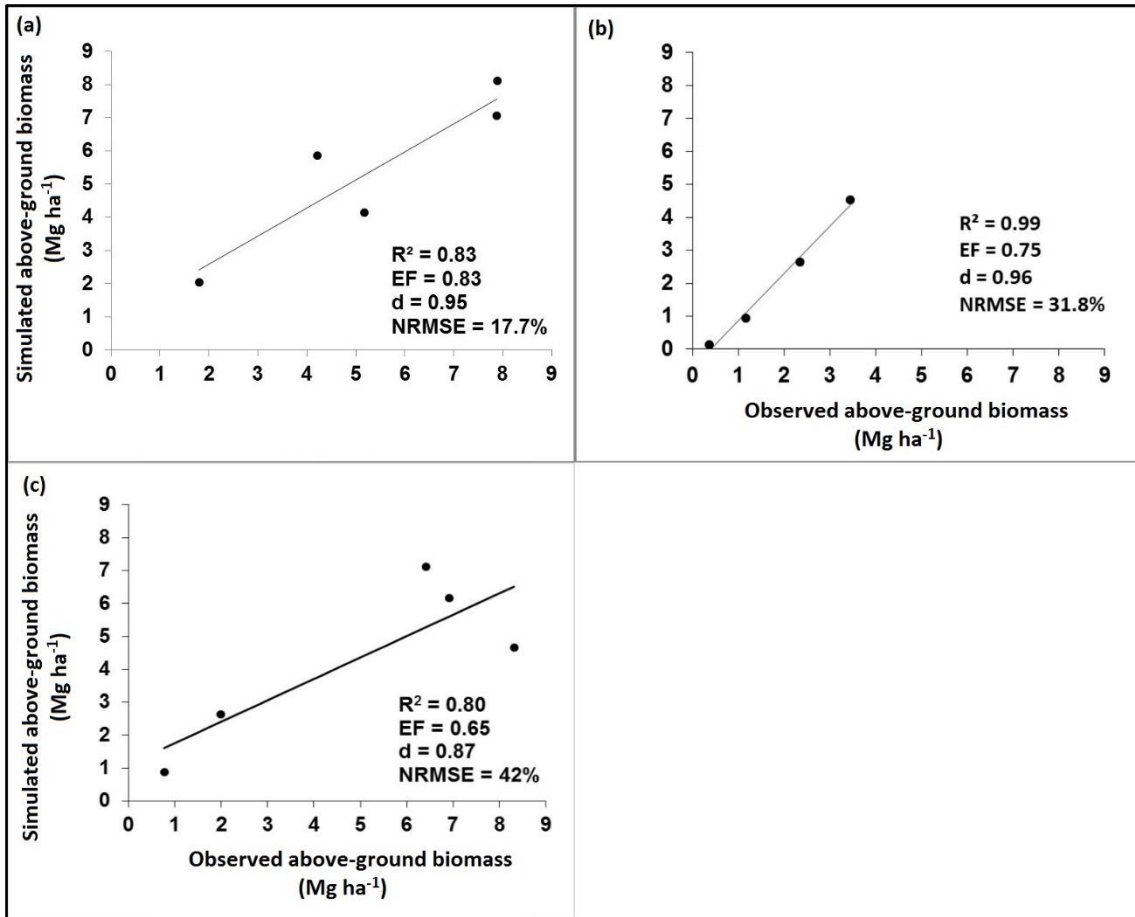 (a)
Simulated above-ground biomass
(Mg ha⁻¹)
9
8
7
6
5
4
3
2
1
0
0 1 2 3 4 5 6 7 8 9
R² = 0.83
EF = 0.83
d = 0.95
NRMSE = 17.7%
(b)
9
8
7
6
5
4
3
2
1
0
0 1 2 3 4 5 6 7 8 9
R² = 0.99
EF = 0.75
d = 0.96
NRMSE = 31.8%
Observed above-ground biomass
(Mg ha⁻¹)
(c)
Simulated above-ground biomass
(Mg ha⁻¹)
9
8
7
6
5
4
3
2
1
0
0 1 2 3 4 5 6 7 8 9
R² = 0.80
EF = 0.65
d = 0.87
NRMSE = 42%
Observed above-ground biomass
(Mg ha⁻¹)